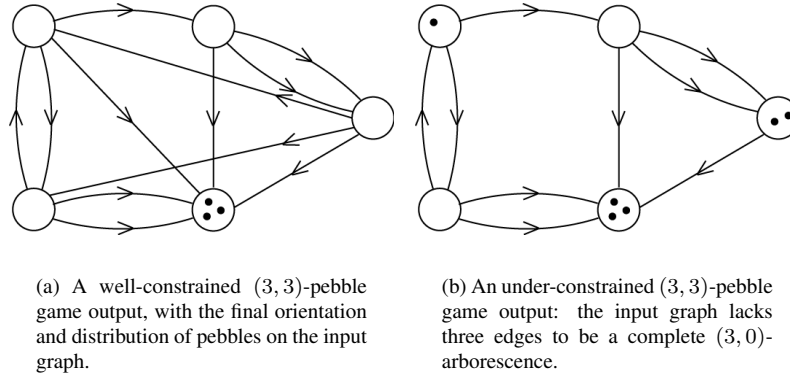 (a) A well-constrained (3, 3)-pebble
game output, with the final orientation
and distribution of pebbles on the input
graph.
(b) An under-constrained (3, 3)-pebble
game output: the input graph lacks
three edges to be a complete (3, 0)-
arborescence.